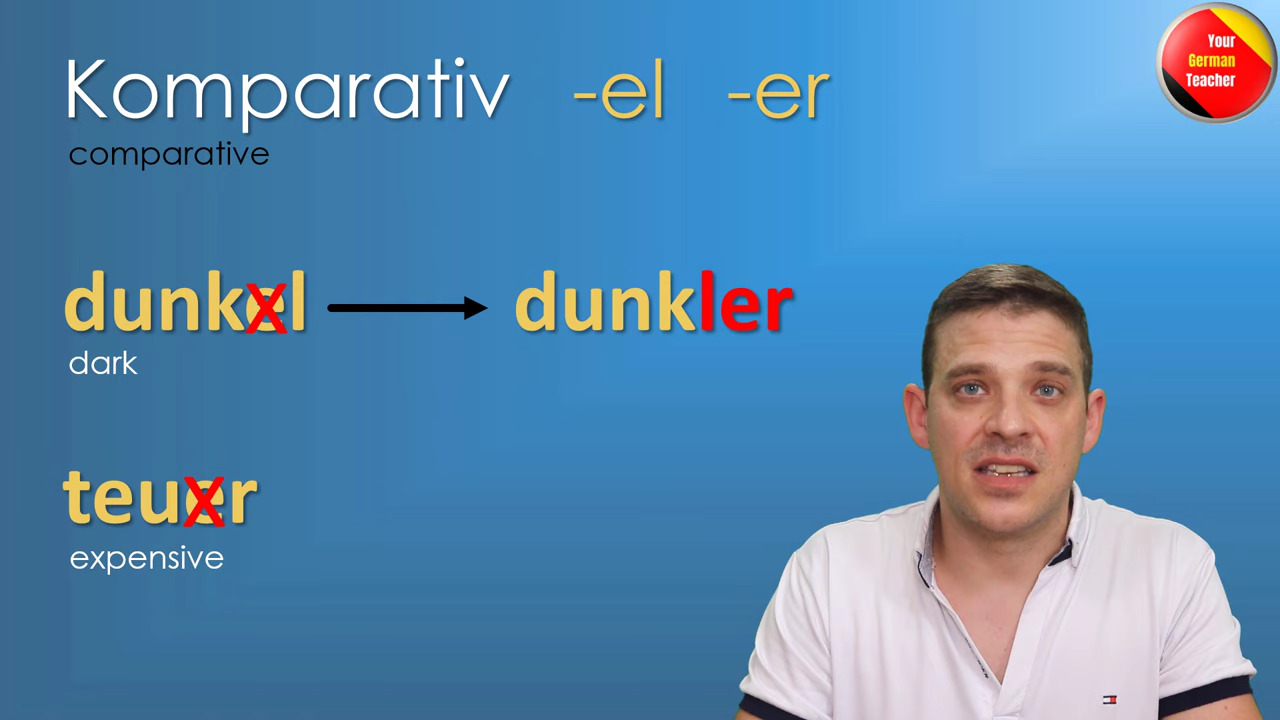 Komparativ -el -er
comparative
dunkel dunkler
dark
teuer
expensive
Your
German
Teacher